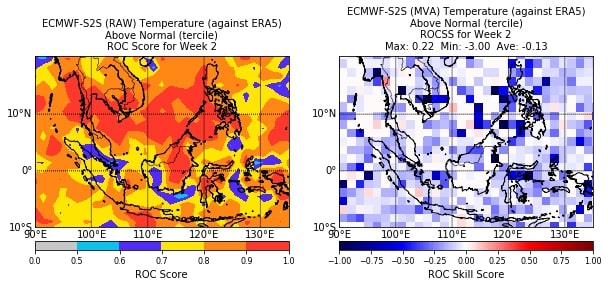 ECMWF-S2S (RAW) Temperature (against ERA5)
Above Normal (tercile)
ROC Score for Week 2
10°N
0°
10°S
90°E 100°E 110°E 120°E 130°E
0.0 0.5 0.6 0.7 0.8 0.9 1.0
ROC Score
ECMWF-S2S (MVA) Temperature (against ERA5)
Above Normal (tercile)
ROCSS for Week 2
Max: 0.22 Min: -3.00 Ave: -0.13
10°N
0°
10°S
90°E 100°E 110°E 120°E 130°E
−1.00 −0.75 −0.50 −0.25 0.00 0.25 0.50 0.75 1.00
ROC Skill Score